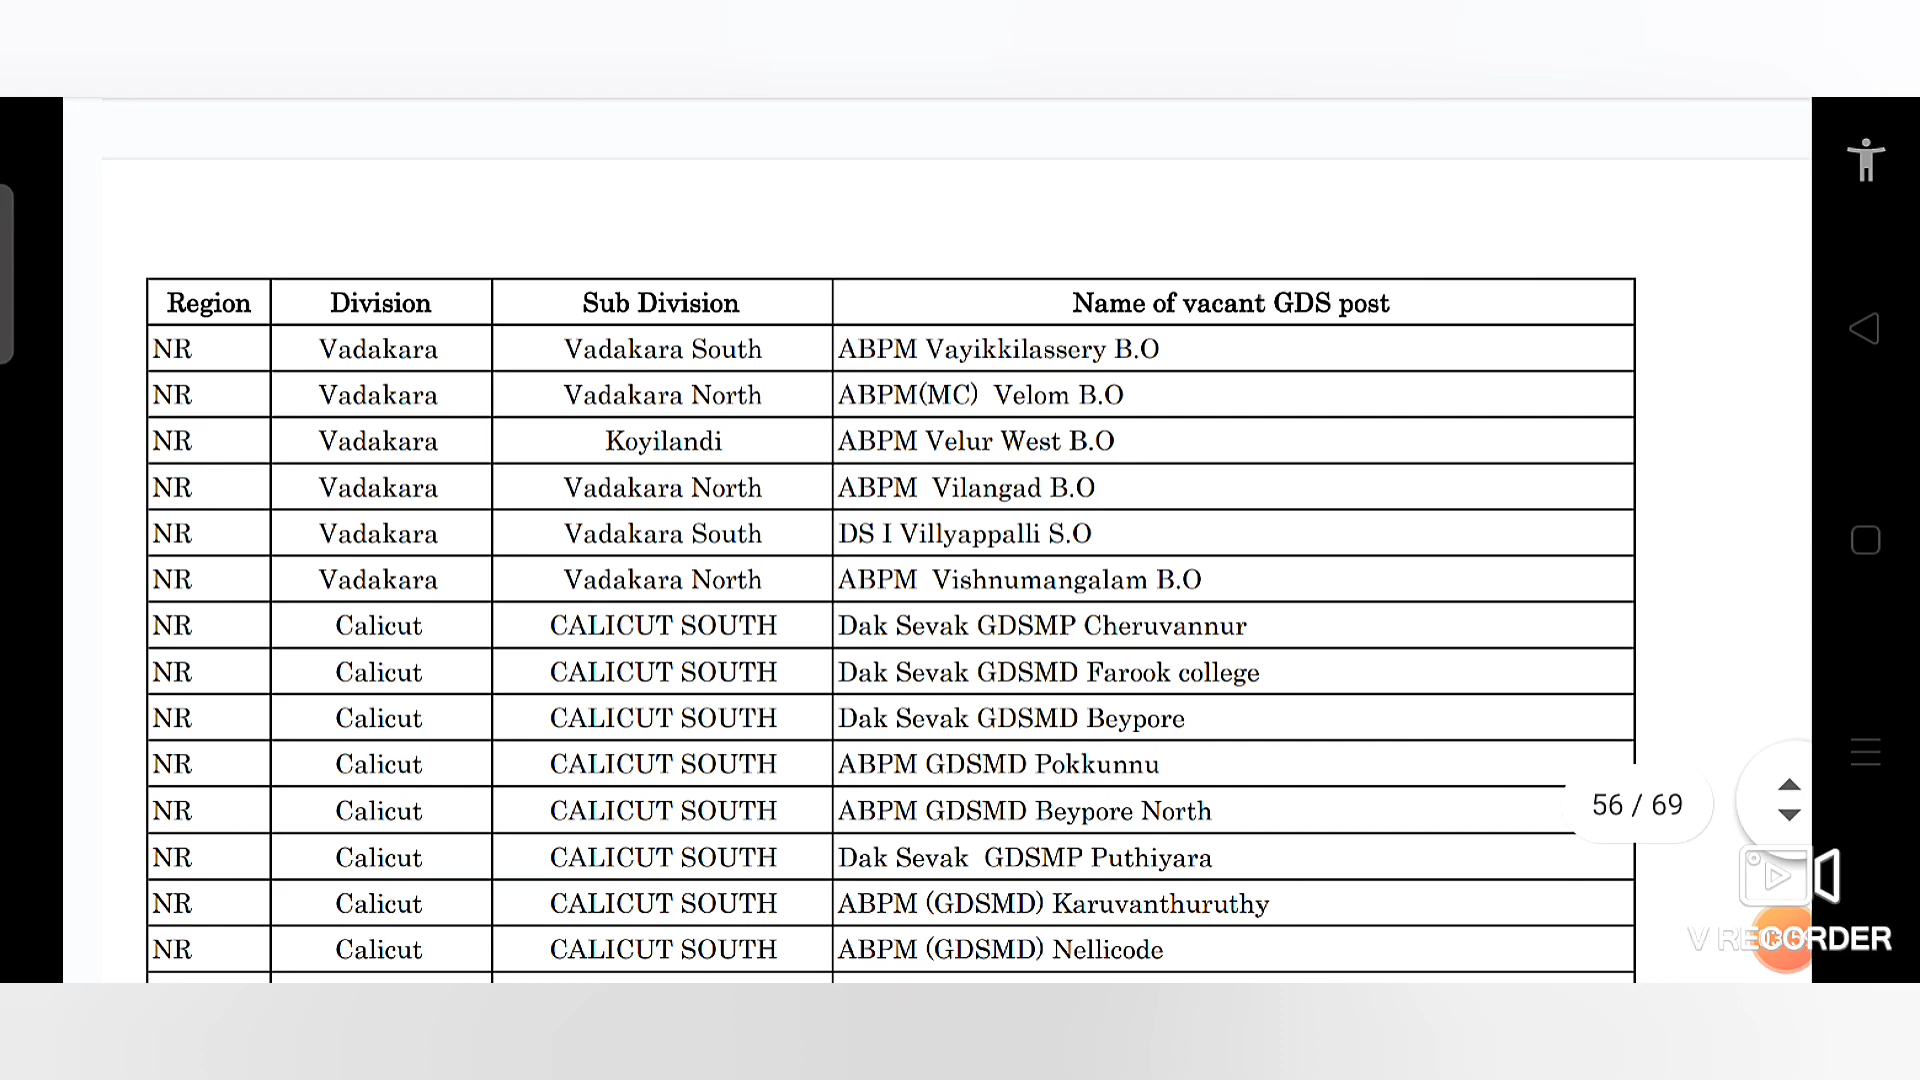 Region Division Sub Division Name of vacant GDS post
NR Vadakara Vadakara South ABPM Vayikkilassery B.O
NR Vadakara Vadakara North ABPM(MC) Velom B.O
NR Vadakara Koyilandi ABPM Velur West B.O
NR Vadakara Vadakara North ABPM Vilangad B.O
NR Vadakara Vadakara South DS I Villyappalli S.O
NR Vadakara Vadakara North ABPM Vishnumangalam B.O
NR Calicut CALICUT SOUTH Dak Sevak GDSMP Cheruvannur
NR Calicut CALICUT SOUTH Dak Sevak GDSMD Farook college
NR Calicut CALICUT SOUTH Dak Sevak GDSMD Beypore
NR Calicut CALICUT SOUTH ABPM GDSMD Pokkunnu
NR Calicut CALICUT SOUTH ABPM GDSMD Beypore North
56 / 69
NR Calicut CALICUT SOUTH Dak Sevak GDSMP Puthiyara
NR Calicut CALICUT SOUTH ABPM (GDSMD) Karuvanthuruthy
NR Calicut CALICUT SOUTH ABPM (GDSMD) Nellicode
V RECORDER